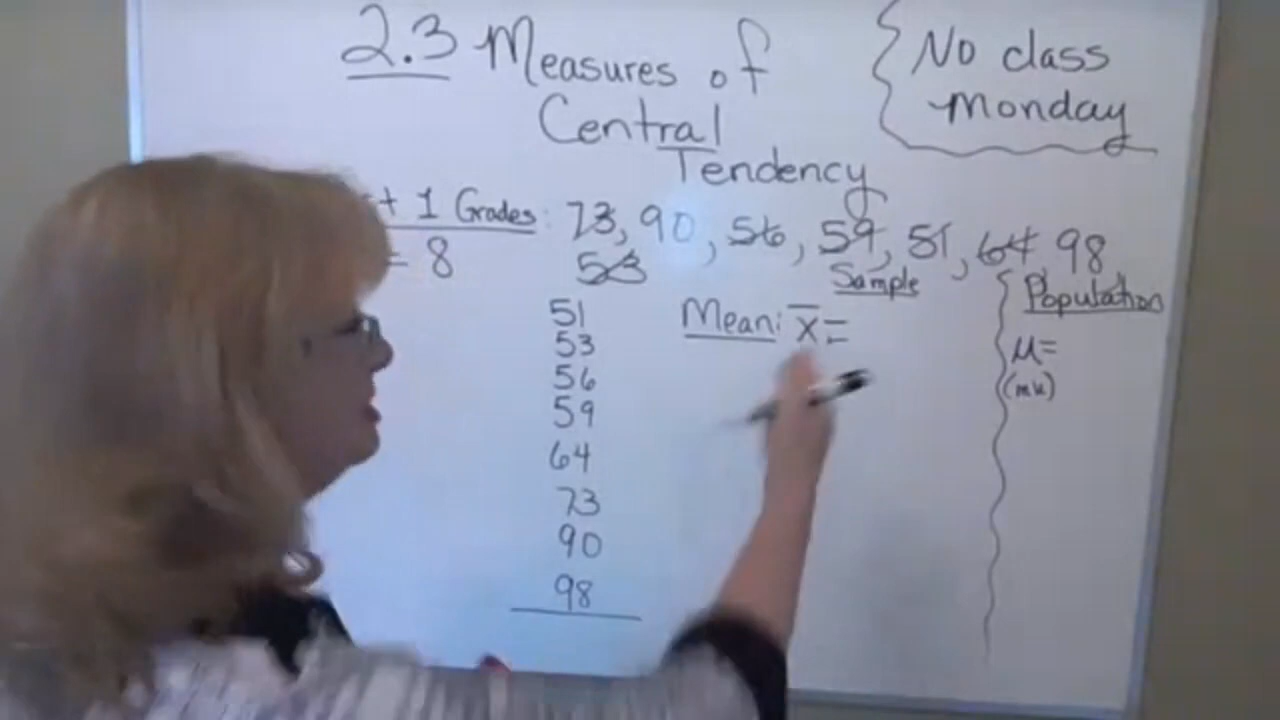 2.3 Measures of
Central
Tendency
No class
Monday
1 Grades: 73, 90, 56, 59, 51, 64 98
= 8
53
Sample
Population
51
53
56
59
64
73
90
98
Mean: x̅ =
μ=
(mu)